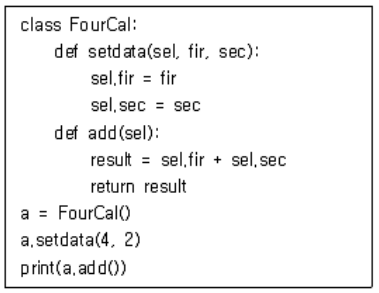 class FourCal:
    def setdata(sel, fir, sec):
        sel.fir = fir
        sel.sec = sec
    def add(sel):
        result = sel.fir + sel.sec
        return result
a = FourCal()
a.setdata(4, 2)
print(a.add())